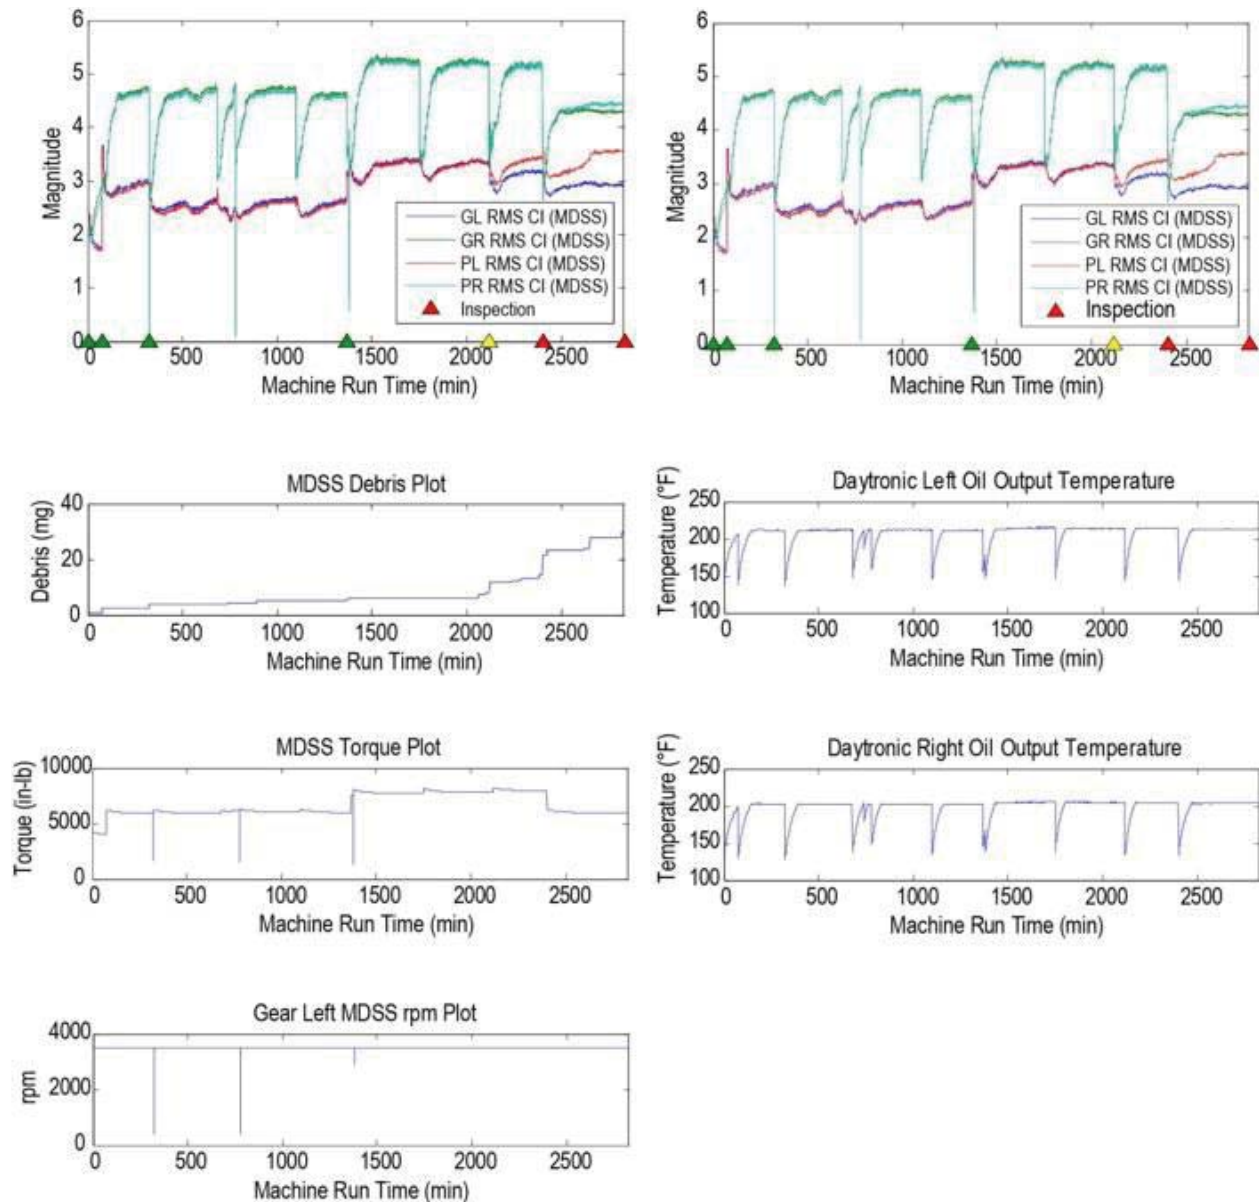 6
5
4
3
2
1
0
Magnitude
GL RMS CI (MDSS)
GR RMS CI (MDSS)
PL RMS CI (MDSS)
PR RMS CI (MDSS)
Inspection
0 500 1000 1500 2000 2500
Machine Run Time (min)
6
5
4
3
2
1
0
Magnitude
GL RMS CI (MDSS)
GR RMS CI (MDSS)
PL RMS CI (MDSS)
PR RMS CI (MDSS)
Inspection
0 500 1000 1500 2000 2500
Machine Run Time (min)
MDSS Debris Plot
40
20
0
Debris (mg)
0 500 1000 1500 2000 2500
Machine Run Time (min)
Daytronic Left Oil Output Temperature
250
200
150
100
Temperature (°F)
0 500 1000 1500 2000 2500
Machine Run Time (min)
MDSS Torque Plot
10000
5000
0
Torque (in-lb)
0 500 1000 1500 2000 2500
Machine Run Time (min)
Daytronic Right Oil Output Temperature
250
200
150
100
Temperature (°F)
0 500 1000 1500 2000 2500
Machine Run Time (min)
Gear Left MDSS rpm Plot
4000
2000
0
rpm
0 500 1000 1500 2000 2500
Machine Run Time (min)